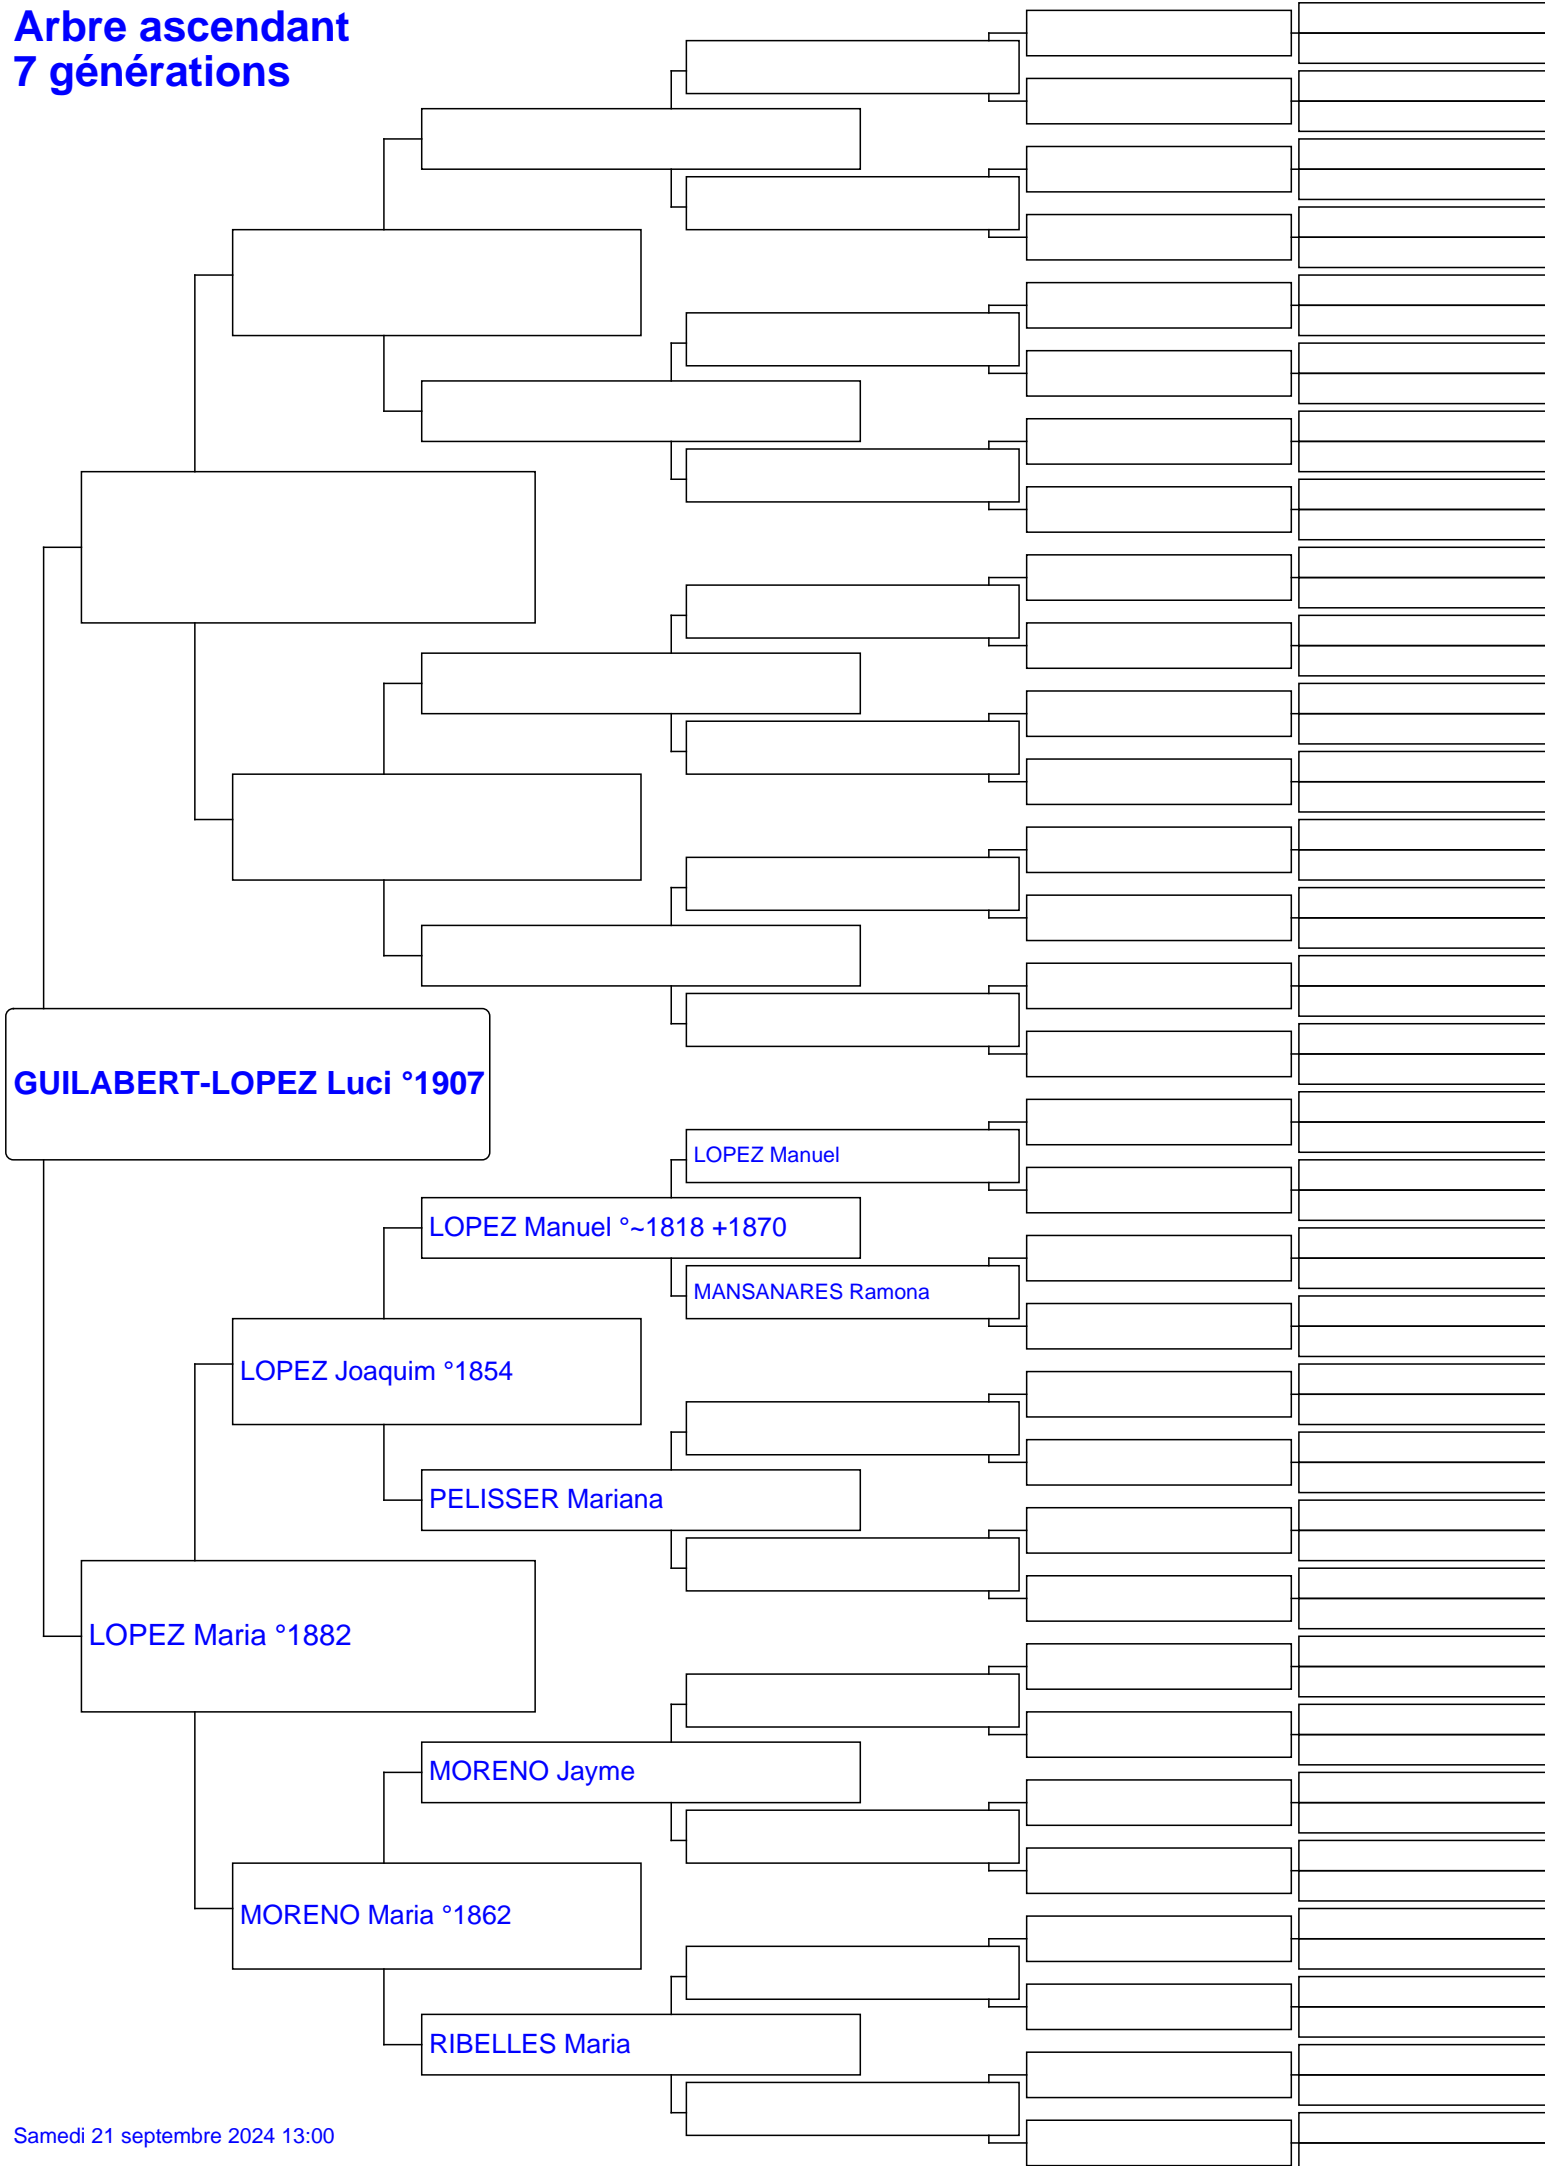 Arbre ascendant
7 générations
GUILABERT-LOPEZ Luci °1907
LOPEZ Manuel
LOPEZ Manuel °~1818 +1870
MANSANARES Ramona
LOPEZ Joaquim °1854
PELISSER Mariana
LOPEZ Maria °1882
MORENO Jayme
MORENO Maria °1862
RIBELLES Maria
Samedi 21 septembre 2024 13:00